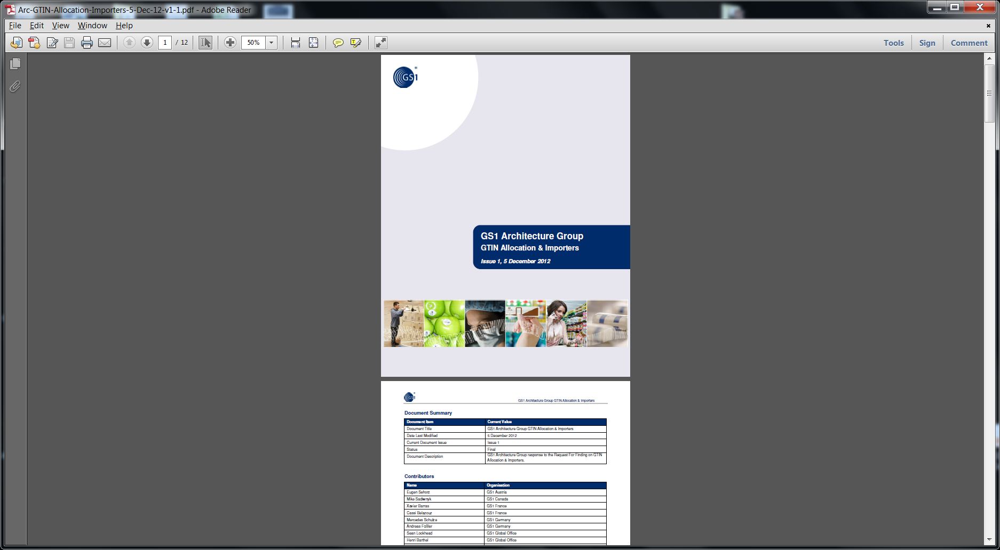 Arc-GTIN-Allocation-Importers-5-Dec-12-v1-1.pdf - Adobe Reader
File Edit View Window Help
1 / 12 50% Tools Sign Comment
GS1
GS1 Architecture Group
GTIN Allocation & Importers
Issue 1, 5 December 2012
GS1 GS1 Architecture Group GTIN Allocation & Importers
Document Summary
Document Item Current Value
Document Title GS1 Architecture Group GTIN Allocation & Importers
Date Last Modified 5 December 2012
Current Document Issue Issue 1
Status Final
Document Description GS1 Architecture Group response to the Request For Finding on GTIN
Allocation & Importers.
Contributors
Name Organisation
Eugen Sehorz GS1 Austria
Mike Sadiwnyk GS1 Canada
Xavier Barras GS1 France
Cassi Belazouz GS1 France
Mercedes Schulze GS1 Germany
Andreas Füßler GS1 Germany
Sean Lockhead GS1 Global Office
Henri Barthel GS1 Global Office